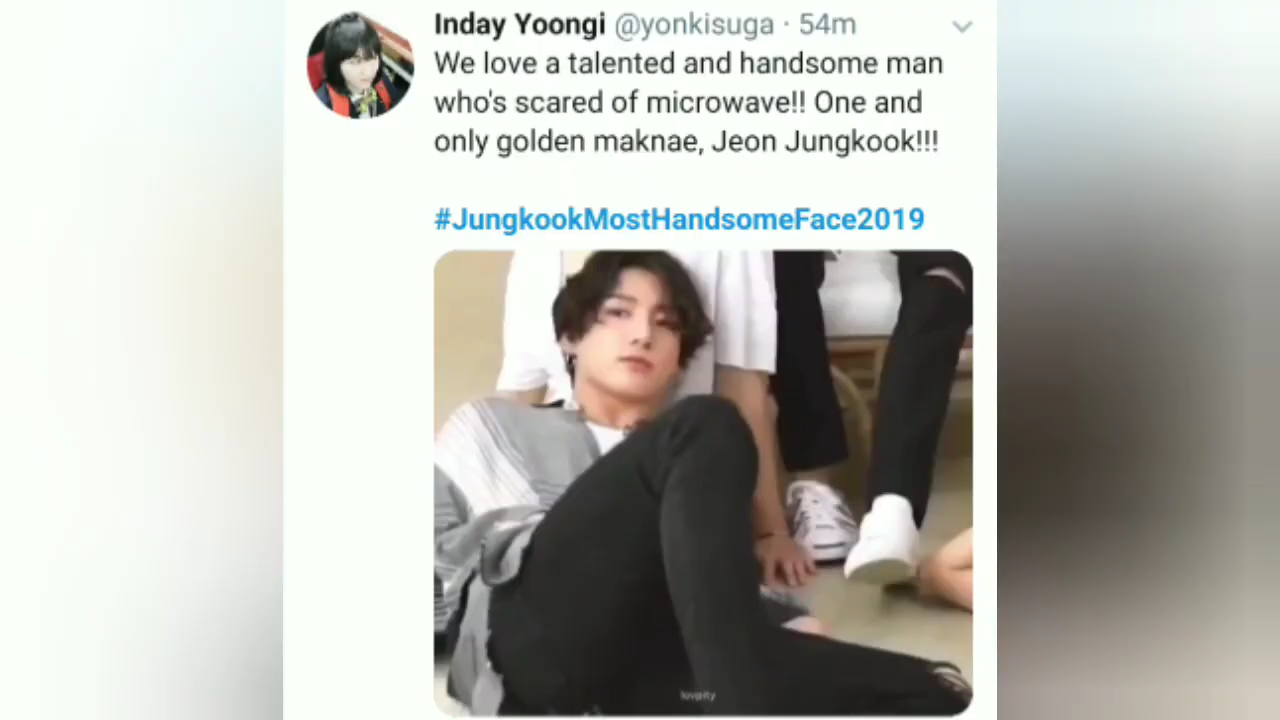 Inday Yoongi @yonkisuga · 54m
We love a talented and handsome man
who's scared of microwave!! One and
only golden maknae, Jeon Jungkook!!!
#JungkookMostHandsomeFace2019